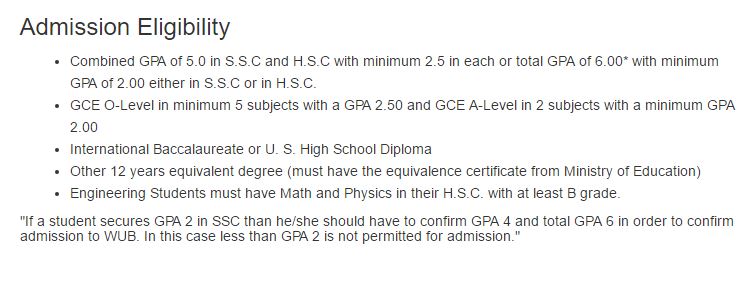 Admission Eligibility
• Combined GPA of 5.0 in S.S.C and H.S.C with minimum 2.5 in each or total GPA of 6.00* with minimum
GPA of 2.00 either in S.S.C or in H.S.C.
• GCE O-Level in minimum 5 subjects with a GPA 2.50 and GCE A-Level in 2 subjects with a minimum GPA
2.00
• International Baccalaureate or U. S. High School Diploma
• Other 12 years equivalent degree (must have the equivalence certificate from Ministry of Education)
• Engineering Students must have Math and Physics in their H.S.C. with at least B grade.
"If a student secures GPA 2 in SSC than he/she should have to confirm GPA 4 and total GPA 6 in order to confirm
admission to WUB. In this case less than GPA 2 is not permitted for admission."